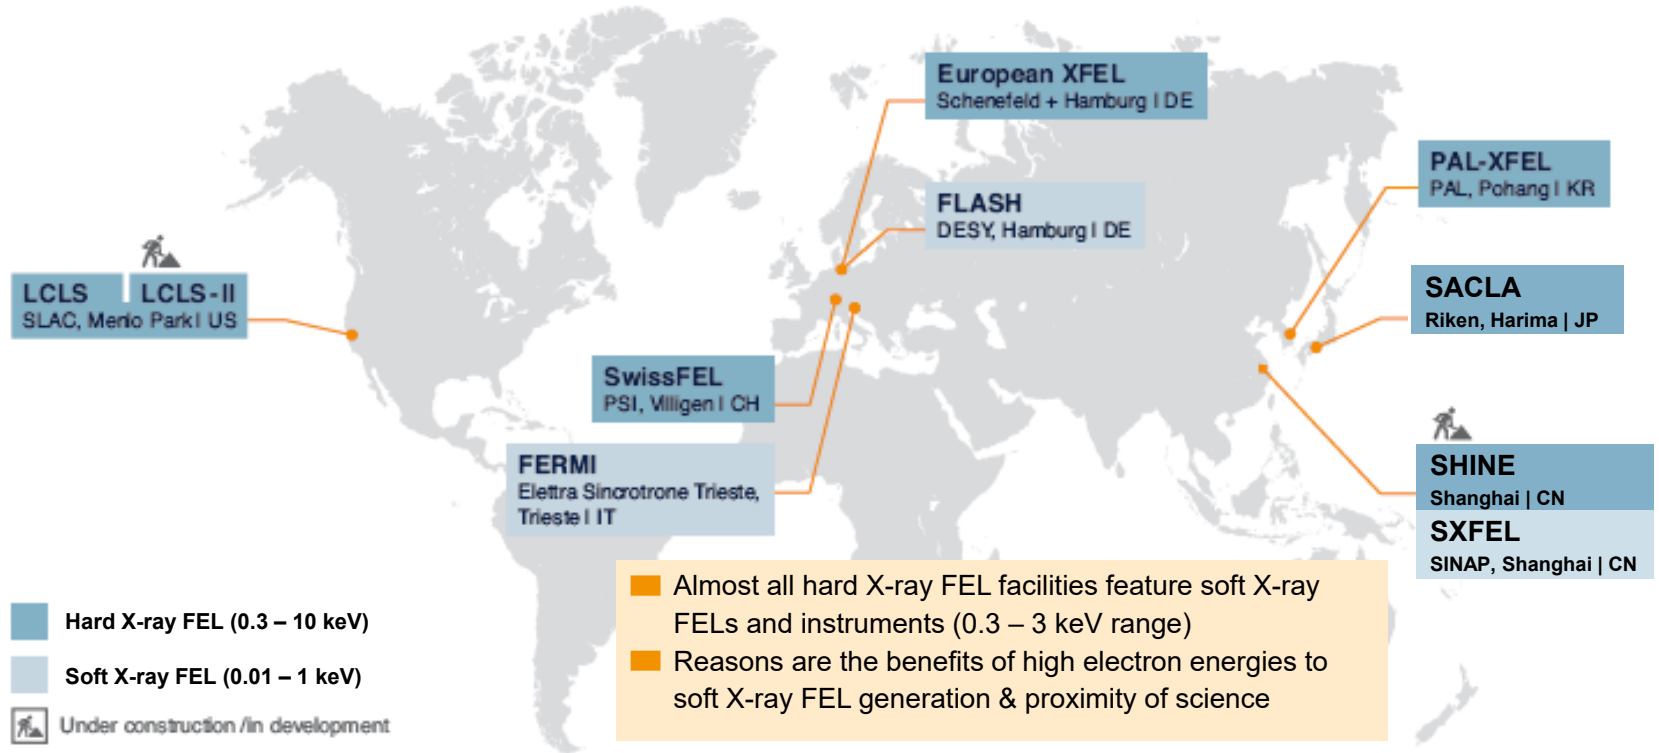 European XFEL
Schenefeld + Hamburg | DE
PAL-XFEL
PAL, Pohang | KR
FLASH
DESY, Hamburg | DE
LCLS LCLS-II
SLAC, Menlo Park | US
SACLA
Riken, Harima | JP
SwissFEL
PSI, Villigen | CH
FERMI
Elettra Sincrotrone Trieste,
Trieste | IT
SHINE
Shanghai | CN
SXFEL
SINAP, Shanghai | CN
Hard X-ray FEL (0.3 – 10 keV)
Soft X-ray FEL (0.01 – 1 keV)
Under construction /in development
Almost all hard X-ray FEL facilities feature soft X-ray
FELs and instruments (0.3 – 3 keV range)
Reasons are the benefits of high electron energies to
soft X-ray FEL generation & proximity of science